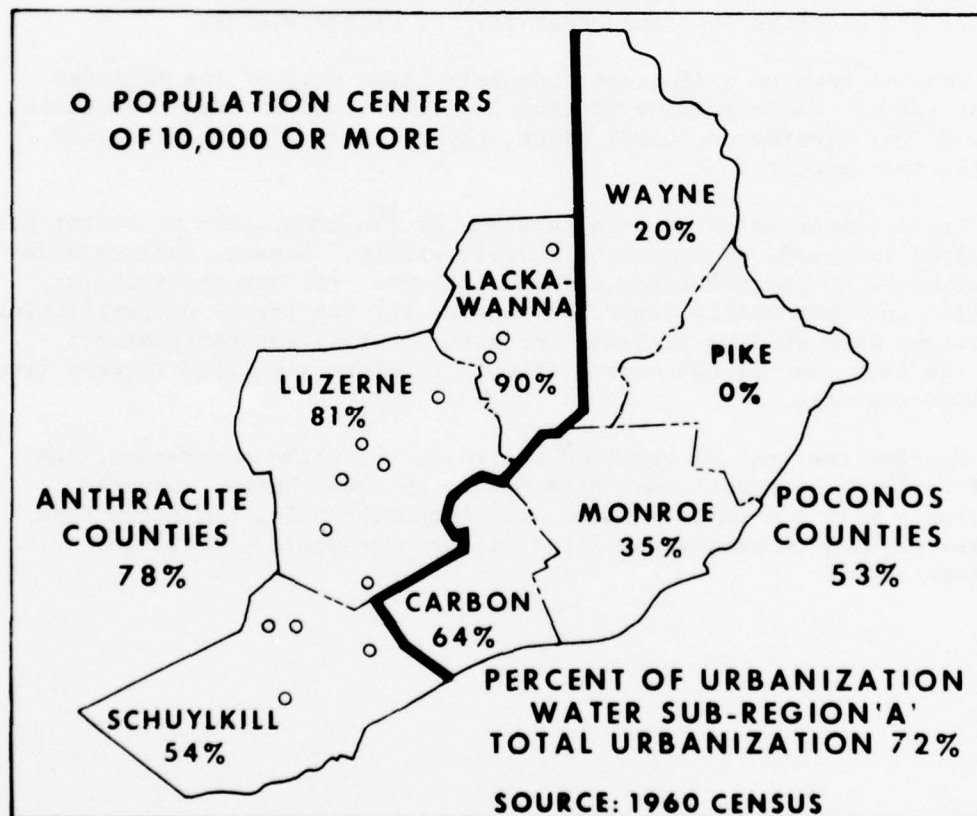 o POPULATION CENTERS
OF 10,000 OR MORE
WAYNE
20%
LACKA-
WANNA
90%
PIKE
0%
LUZERNE
81%
ANTHRACITE
COUNTIES
78%
MONROE
35%
POCONOS
COUNTIES
53%
CARBON
64%
SCHUYLKILL
54%
PERCENT OF URBANIZATION
WATER SUB-REGION'A'
TOTAL URBANIZATION 72%
SOURCE: 1960 CENSUS